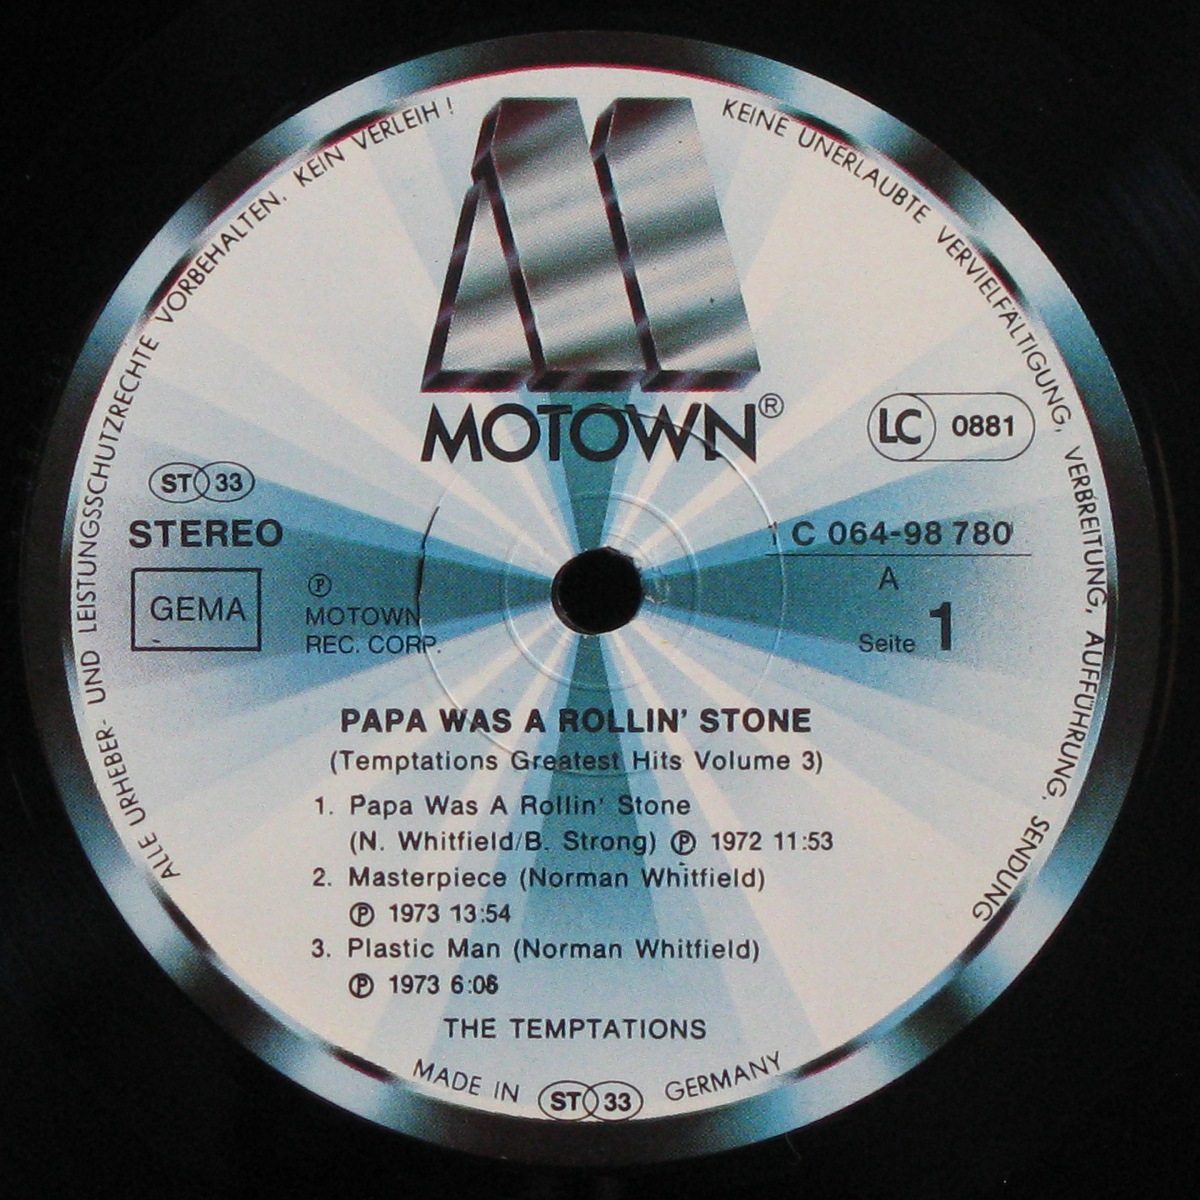 ALLE URHEBER- UND LEISTUNGSSCHUTZRECHTE VORBEHALTEN. KEIN VERLEIH!
KEINE UNERLAUBTE VERVIELFÄLTIGUNG, VERBREITUNG, AUFFÜHRUNG, SENDUNG
MOTOWN®
LC 0881
ST 33
STEREO
GEMA
℗
MOTOWN
REC. CORP.
1 C 064-98 780
A
Seite 1
PAPA WAS A ROLLIN' STONE
(Temptations Greatest Hits Volume 3)
1. Papa Was A Rollin' Stone
(N. Whitfield/B. Strong) ℗ 1972 11:53
2. Masterpiece (Norman Whitfield)
℗ 1973 13:54
3. Plastic Man (Norman Whitfield)
℗ 1973 6:06
THE TEMPTATIONS
MADE IN ST 33 GERMANY